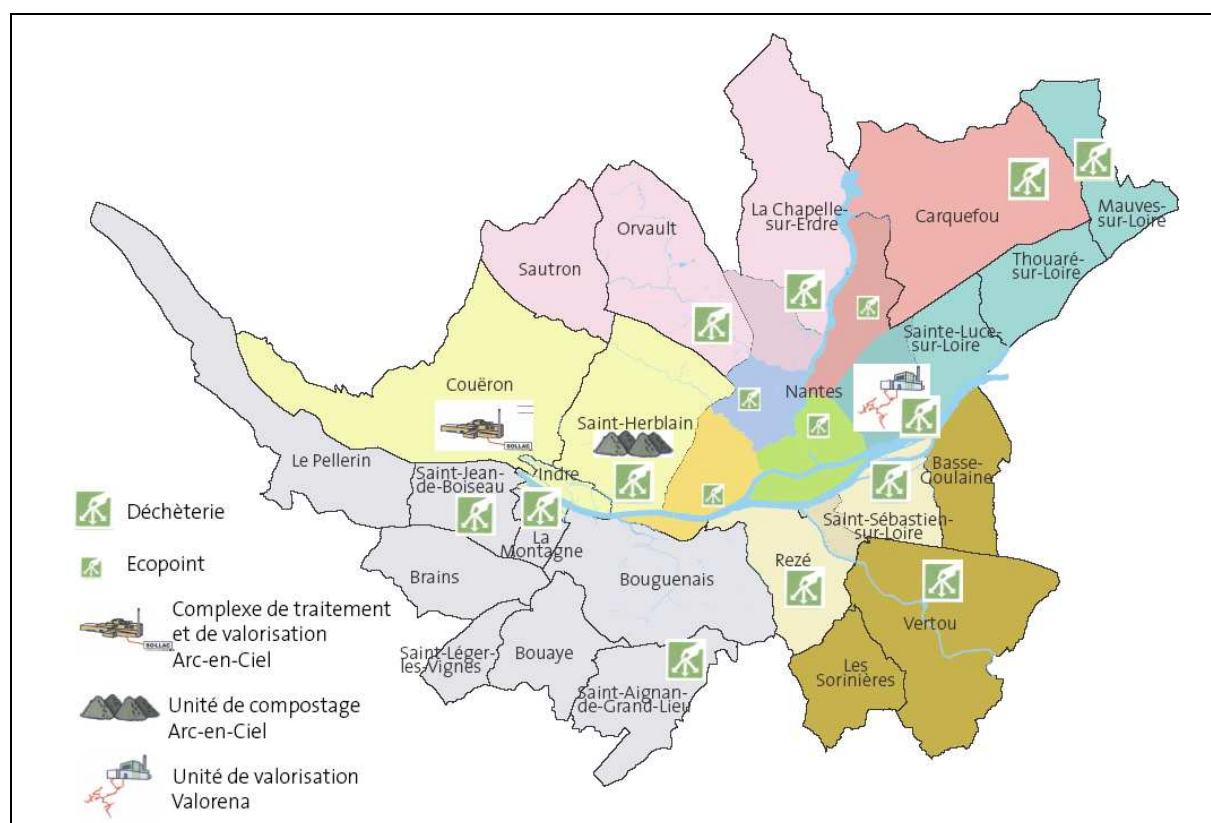 La Chapelle-
sur-Erdre
Carquefou
Mauves-
sur-Loire
Orvault
Thouaré-
sur-Loire
Sautron
Sainte-Luce-
sur-Loire
Couëron
Nantes
SOLLAC
Saint-Herblain
Le Pellerin
Saint-Jean-
de-Boiseau
Indre
Basse-
Goulaine
La
Montagne
Saint-Sébastien-
sur-Loire
Brains
Bouguenais
Rezé
Vertou
Saint-Léger-
les-Vignes
Bouaye
Les
Sorinières
Saint-Aignan-
de-Grand-Lieu
Déchèterie
Ecopoint
Complexe de traitement
et de valorisation
Arc-en-Ciel
SOLLAC
Unité de compostage
Arc-en-Ciel
Unité de valorisation
Valorena